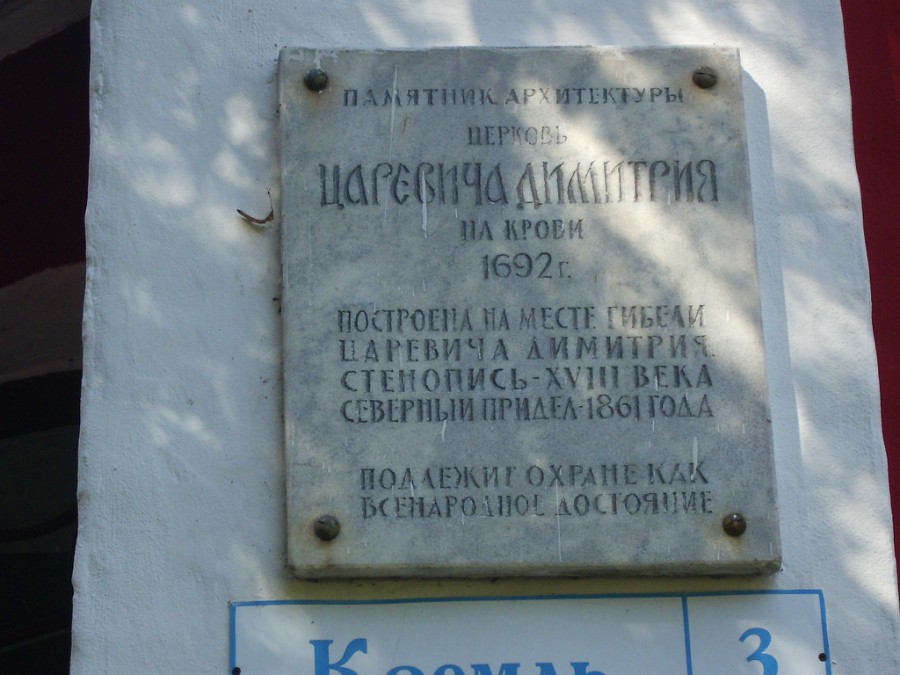 ПАМЯТНИК АРХИТЕКТУРЫ
ЦЕРКОВЬ
ЦАРЕВИЧА ДИМИТРИЯ
НА КРОВИ
1692 г.
ПОСТРОЕНА НА МЕСТЕ ГИБЕЛИ
ЦАРЕВИЧА ДИМИТРИЯ.
СТЕНОПИСЬ - XVIII ВЕКА
СЕВЕРНЫЙ ПРИДЕЛ - 1861 ГОДА
ПОДЛЕЖИТ ОХРАНЕ КАК
ВСЕНАРОДНОЕ ДОСТОЯНИЕ
Кремль 3